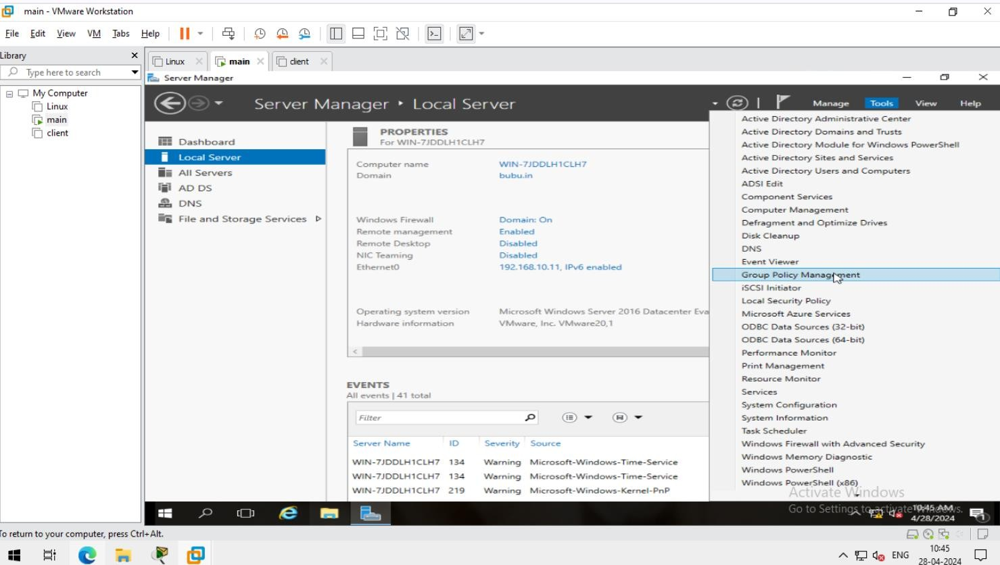 main - VMware Workstation
File Edit View VM Tabs Help
Library
Type here to search
Linux main client
My Computer
Linux
main
client
Server Manager
Server Manager ‣ Local Server
Manage Tools View Help
Dashboard
Local Server
All Servers
AD DS
DNS
File and Storage Services
PROPERTIES
For WIN-7JDDLH1CLH7
Computer name WIN-7JDDLH1CLH7
Domain bubu.in
Windows Firewall Domain: On
Remote management Enabled
Remote Desktop Disabled
NIC Teaming Disabled
Ethernet0 192.168.10.11, IPv6 enabled
Operating system version Microsoft Windows Server 2016 Datacenter Eva
Hardware information VMware, Inc. VMware20,1
EVENTS
All events | 41 total
Filter
Server Name ID Severity Source
WIN-7JDDLH1CLH7 134 Warning Microsoft-Windows-Time-Service
WIN-7JDDLH1CLH7 134 Warning Microsoft-Windows-Time-Service
WIN-7JDDLH1CLH7 219 Warning Microsoft-Windows-Kernel-PnP
Active Directory Administrative Center
Active Directory Domains and Trusts
Active Directory Module for Windows PowerShell
Active Directory Sites and Services
Active Directory Users and Computers
ADSI Edit
Component Services
Computer Management
Defragment and Optimize Drives
Disk Cleanup
DNS
Event Viewer
Group Policy Management
iSCSI Initiator
Local Security Policy
Microsoft Azure Services
ODBC Data Sources (32-bit)
ODBC Data Sources (64-bit)
Performance Monitor
Print Management
Resource Monitor
Services
System Configuration
System Information
Task Scheduler
Windows Firewall with Advanced Security
Windows Memory Diagnostic
Windows PowerShell
Windows PowerShell (x86)
Activate Windows
Go to Settings to activate Windows.
10:45 AM
4/28/2024
1
To return to your computer, press Ctrl+Alt.
ENG
10:45
28-04-2024